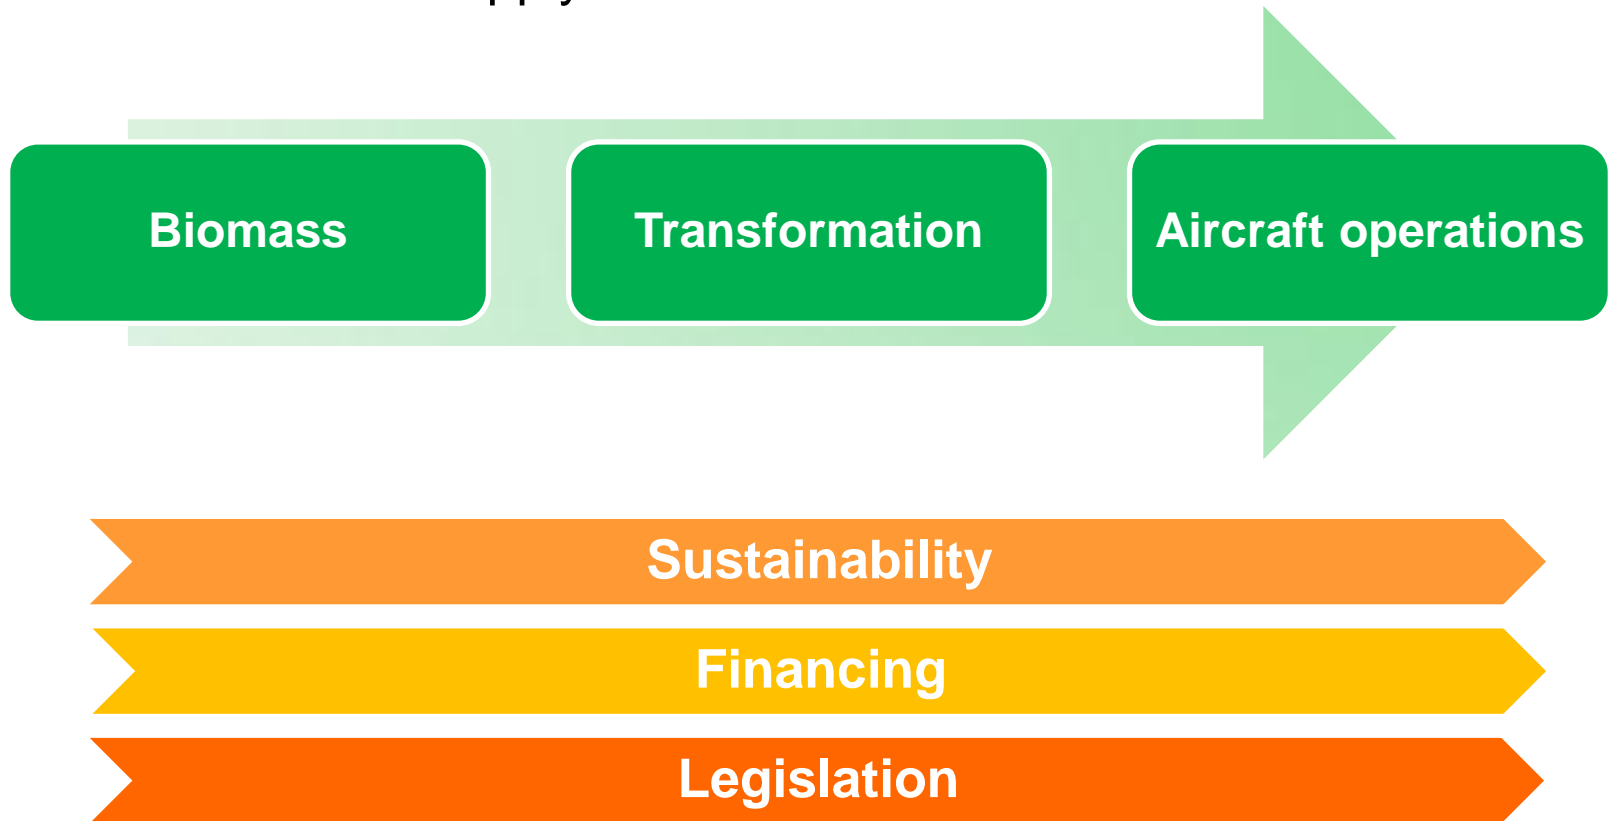 Biomass
Transformation
Aircraft operations
Sustainability
Financing
Legislation